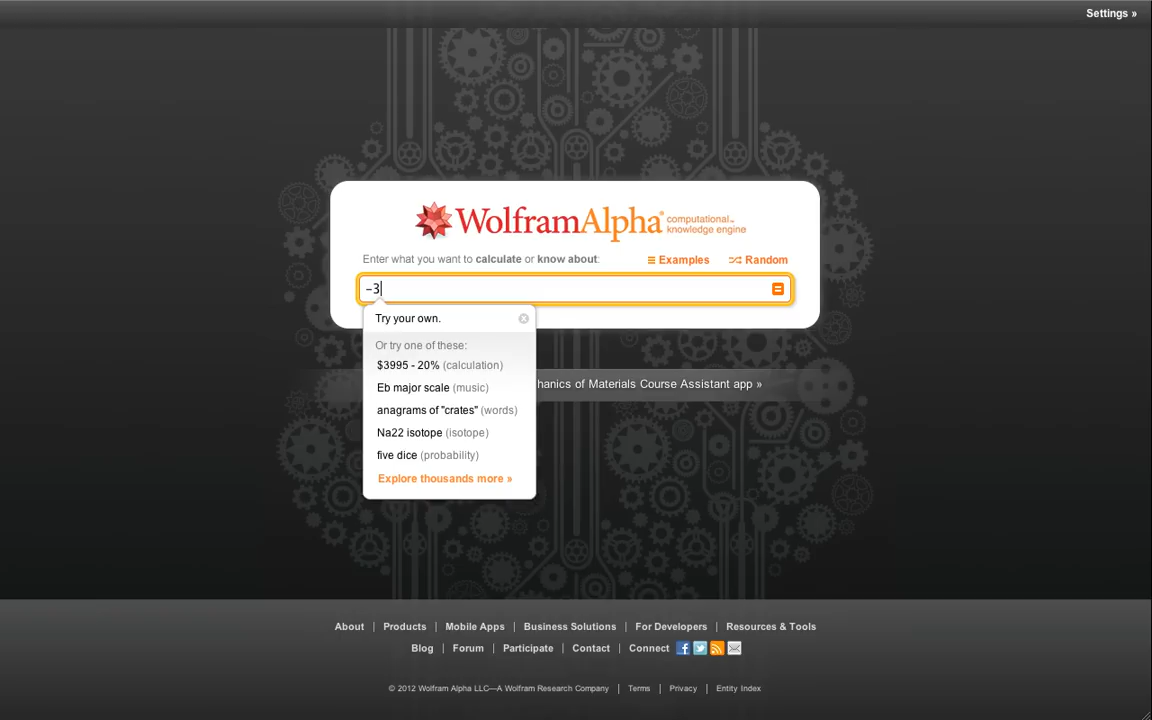 Settings »
WolframAlpha® computational™ knowledge engine
Enter what you want to calculate or know about:
Examples
Random
-3
Try your own.
Or try one of these:
$3995 - 20% (calculation)
Eb major scale (music)
anagrams of "crates" (words)
Na22 isotope (isotope)
five dice (probability)
Explore thousands more »
hanics of Materials Course Assistant app »
About | Products | Mobile Apps | Business Solutions | For Developers | Resources & Tools
Blog | Forum | Participate | Contact | Connect
© 2012 Wolfram Alpha LLC—A Wolfram Research Company | Terms | Privacy | Entity Index